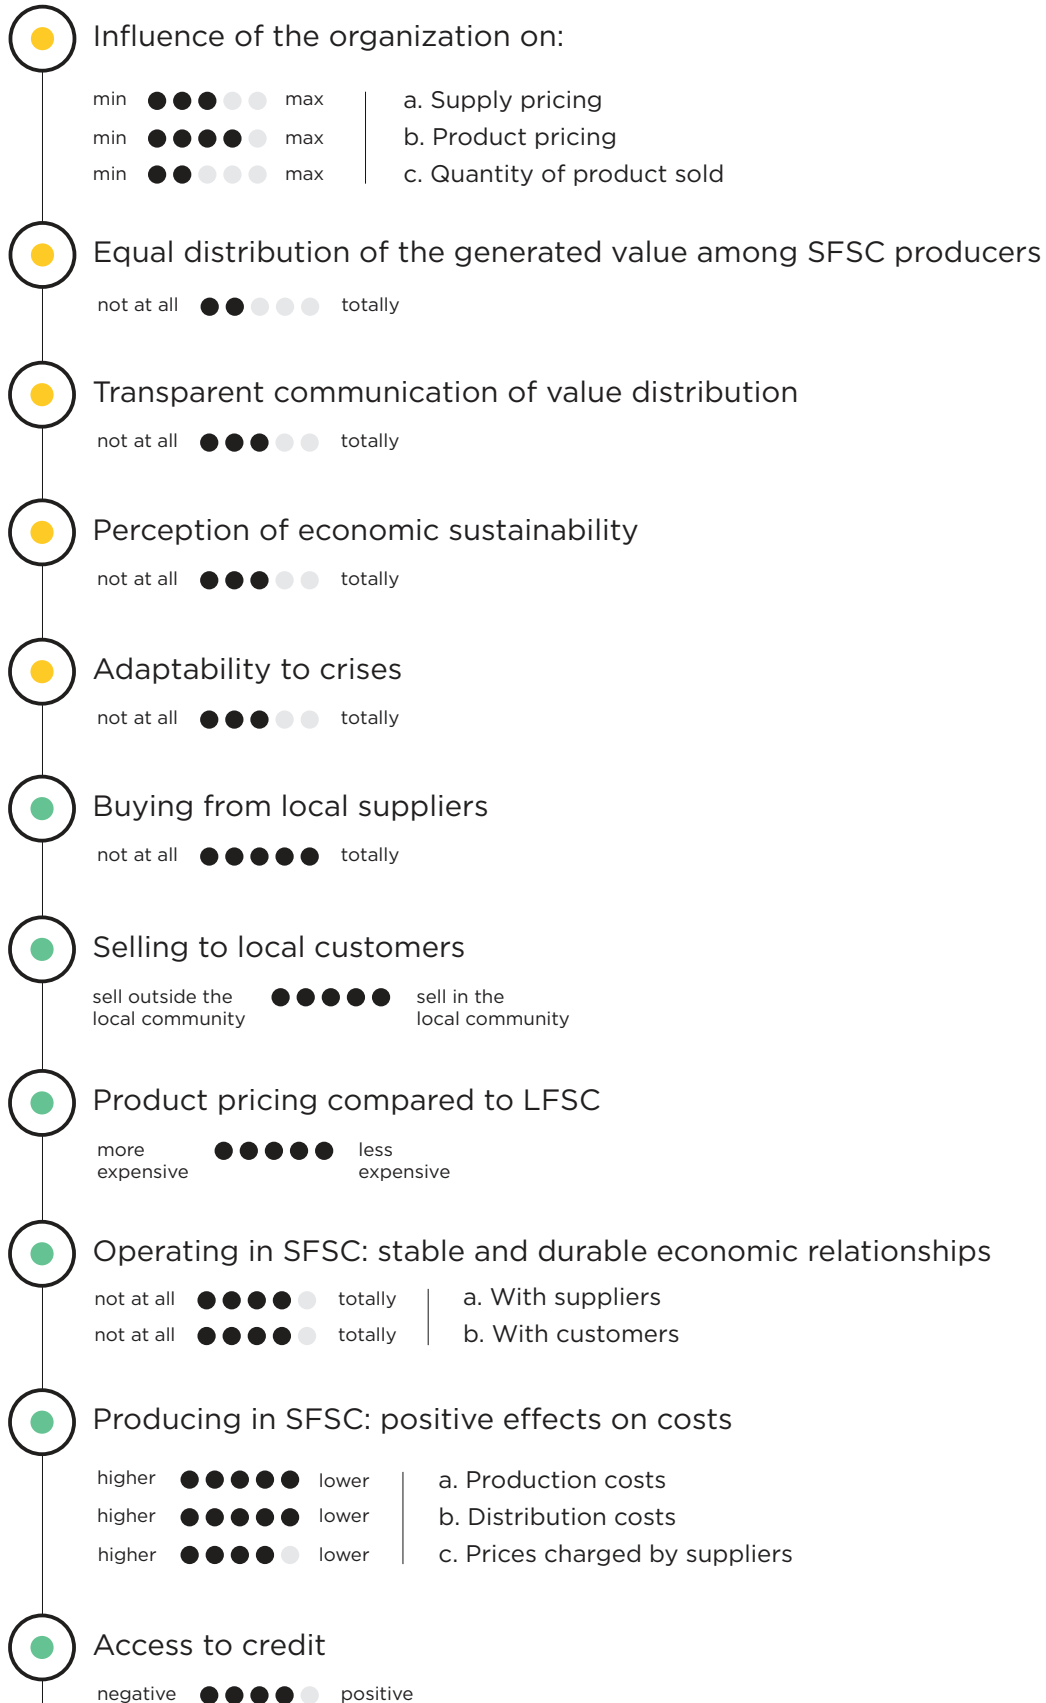 Influence of the organization on:
min max a. Supply pricing
min max b. Product pricing
min max c. Quantity of product sold
Equal distribution of the generated value among SFSC producers
not at all totally
Transparent communication of value distribution
not at all totally
Perception of economic sustainability
not at all totally
Adaptability to crises
not at all totally
Buying from local suppliers
not at all totally
Selling to local customers
sell outside the sell in the
local community local community
Product pricing compared to LFSC
more less
expensive expensive
Operating in SFSC: stable and durable economic relationships
not at all totally a. With suppliers
not at all totally b. With customers
Producing in SFSC: positive effects on costs
higher lower a. Production costs
higher lower b. Distribution costs
higher lower c. Prices charged by suppliers
Access to credit
negative positive